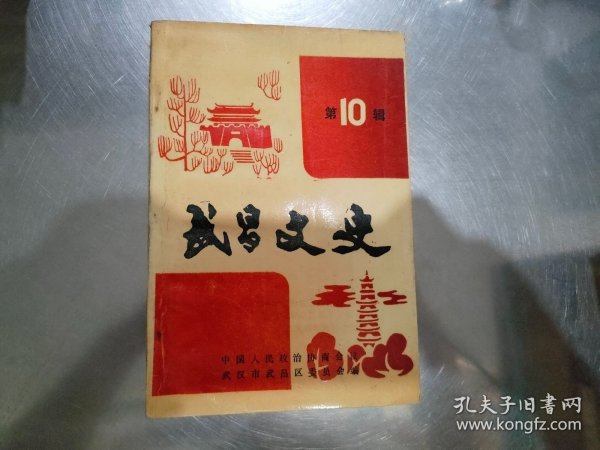 第10辑
武昌文史
中国人民政治协商会议
武汉市武昌区委员会编
孔夫子旧书网
www.kongfz.com